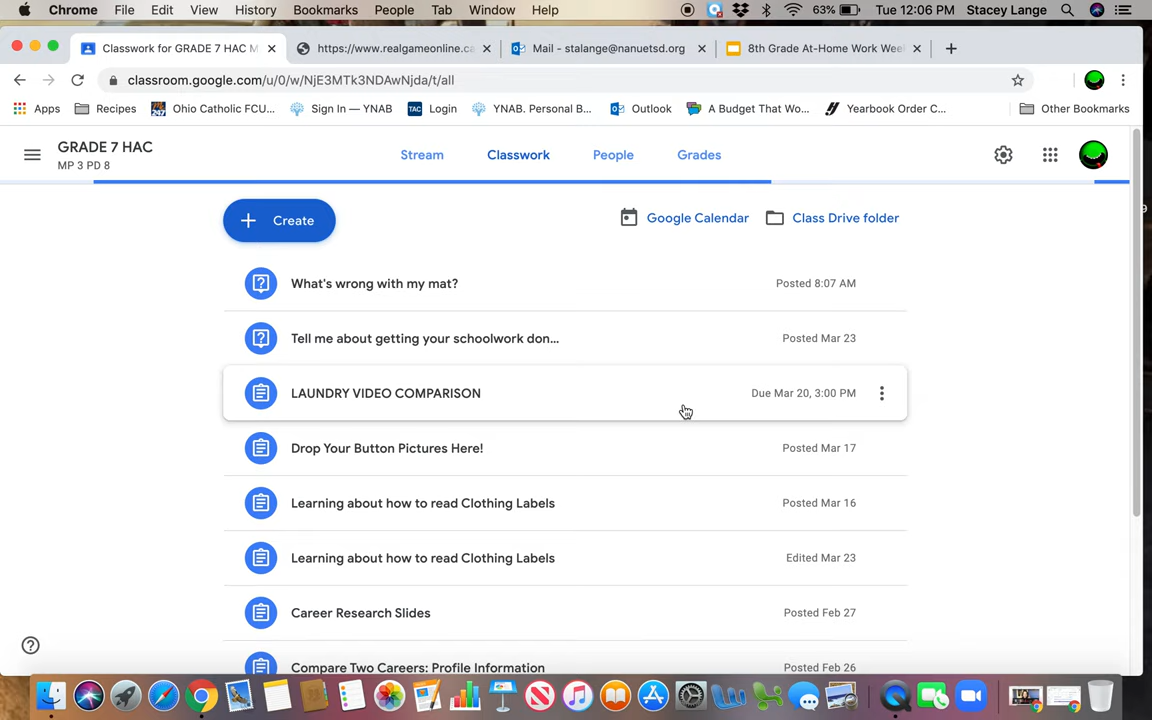 Chrome File Edit View History Bookmarks People Tab Window Help 63% Tue 12:06 PM Stacey Lange
Classwork for GRADE 7 HAC M https://www.realgameonline.ca Mail - stalange@nanuetsd.org 8th Grade At-Home Work Wee
classroom.google.com/u/0/w/NjE3MTk3NDAwNjda/t/all
Apps Recipes Ohio Catholic FCU... Sign In — YNAB Login YNAB. Personal B... Outlook A Budget That Wo... Yearbook Order C... Other Bookmarks
GRADE 7 HAC
MP 3 PD 8
Stream Classwork People Grades
Create Google Calendar Class Drive folder
What's wrong with my mat? Posted 8:07 AM
Tell me about getting your schoolwork don... Posted Mar 23
LAUNDRY VIDEO COMPARISON Due Mar 20, 3:00 PM
Drop Your Button Pictures Here! Posted Mar 17
Learning about how to read Clothing Labels Posted Mar 16
Learning about how to read Clothing Labels Edited Mar 23
Career Research Slides Posted Feb 27
Compare Two Careers: Profile Information Posted Feb 26